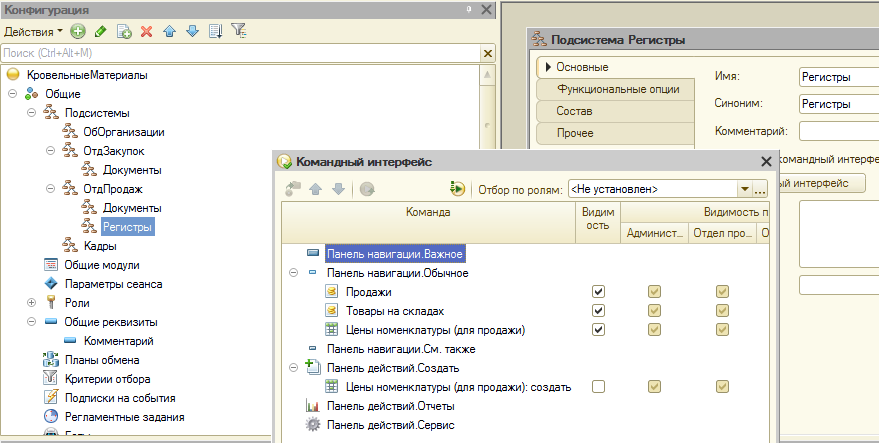 Конфигурация
Действия
Поиск (Ctrl+Alt+M)
КровельныеМатериалы
Общие
Подсистемы
ОбОрганизации
ОтдЗакупок
Документы
ОтдПродаж
Документы
Регистры
Кадры
Общие модули
Параметры сеанса
Роли
Общие реквизиты
Комментарий
Планы обмена
Критерии отбора
Подписки на события
Регламентные задания
Подсистема Регистры
Основные
Функциональные опции
Состав
Прочее
Имя: Регистры
Синоним: Регистры
Комментарий:
командный интерфе
ый интерфейс
Командный интерфейс
Отбор по ролям: <Не установлен> ...
Команда
Видим
ость
Видимость п
Админист...
Отдел про...
О
Панель навигации.Важное
Панель навигации.Обычное
Продажи
Товары на складах
Цены номенклатуры (для продажи)
Панель навигации.См. также
Панель действий.Создать
Цены номенклатуры (для продажи): создать
Панель действий.Отчеты
Панель действий.Сервис